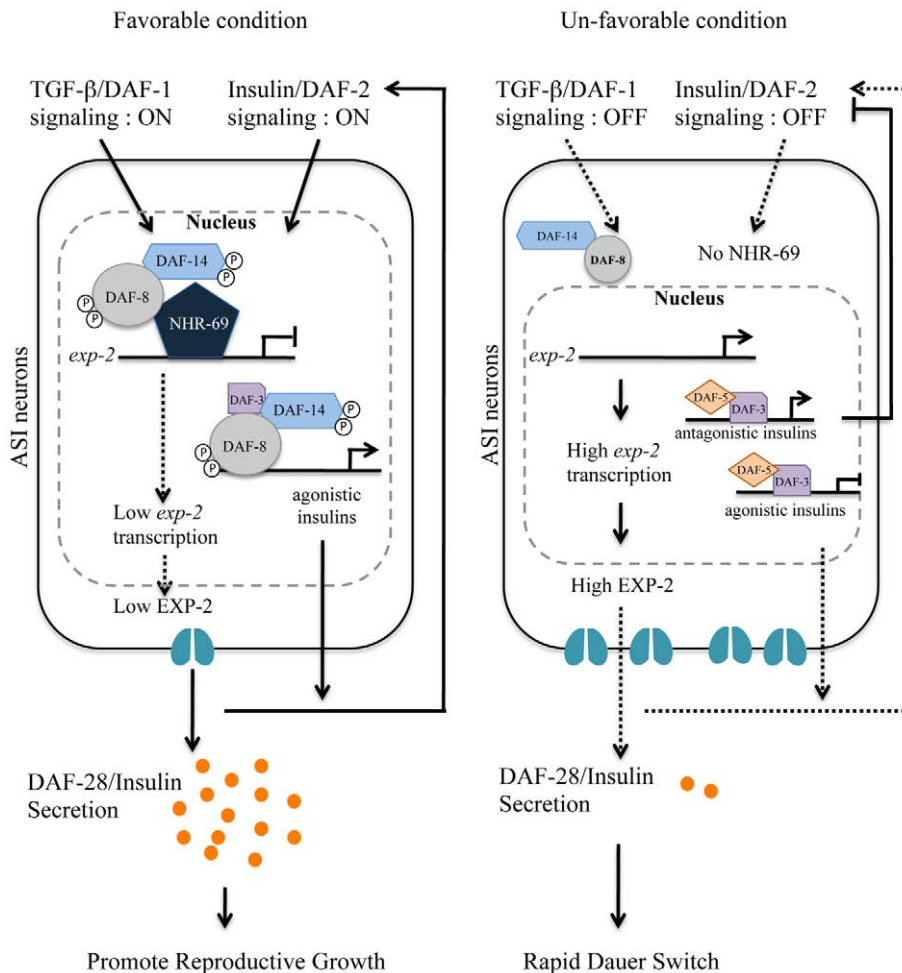 Favorable condition
TGF-β/DAF-1
signaling : ON
Insulin/DAF-2
signaling : ON
ASI neurons
Nucleus
DAF-14
P
P
DAF-8
P
P
NHR-69
exp-2
DAF-3
DAF-14
P
P
DAF-8
P
P
agonistic
insulins
Low exp-2
transcription
Low EXP-2
DAF-28/Insulin
Secretion
Promote Reproductive Growth
Un-favorable condition
TGF-β/DAF-1
signaling : OFF
Insulin/DAF-2
signaling : OFF
ASI neurons
DAF-14
DAF-8
No NHR-69
Nucleus
exp-2
DAF-5
DAF-3
antagonistic insulins
High exp-2
transcription
DAF-5
DAF-3
agonistic insulins
High EXP-2
DAF-28/Insulin
Secretion
Rapid Dauer Switch